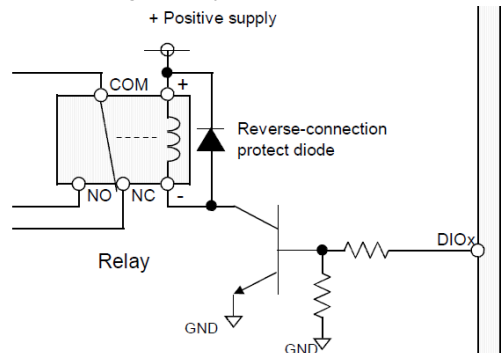 + Positive supply
COM
+
Reverse-connection
protect diode
NO
NC
-
DIOx
Relay
GND
GND